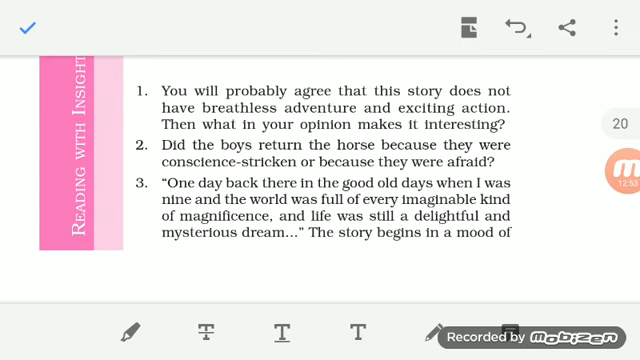 READING WITH INSIGHT
1. You will probably agree that this story does not
have breathless adventure and exciting action.
Then what in your opinion makes it interesting?
2. Did the boys return the horse because they were
conscience-stricken or because they were afraid?
3. “One day back there in the good old days when I was
nine and the world was full of every imaginable kind
of magnificence, and life was still a delightful and
mysterious dream...” The story begins in a mood of
20
12:53
T T T
Recorded by mobizen